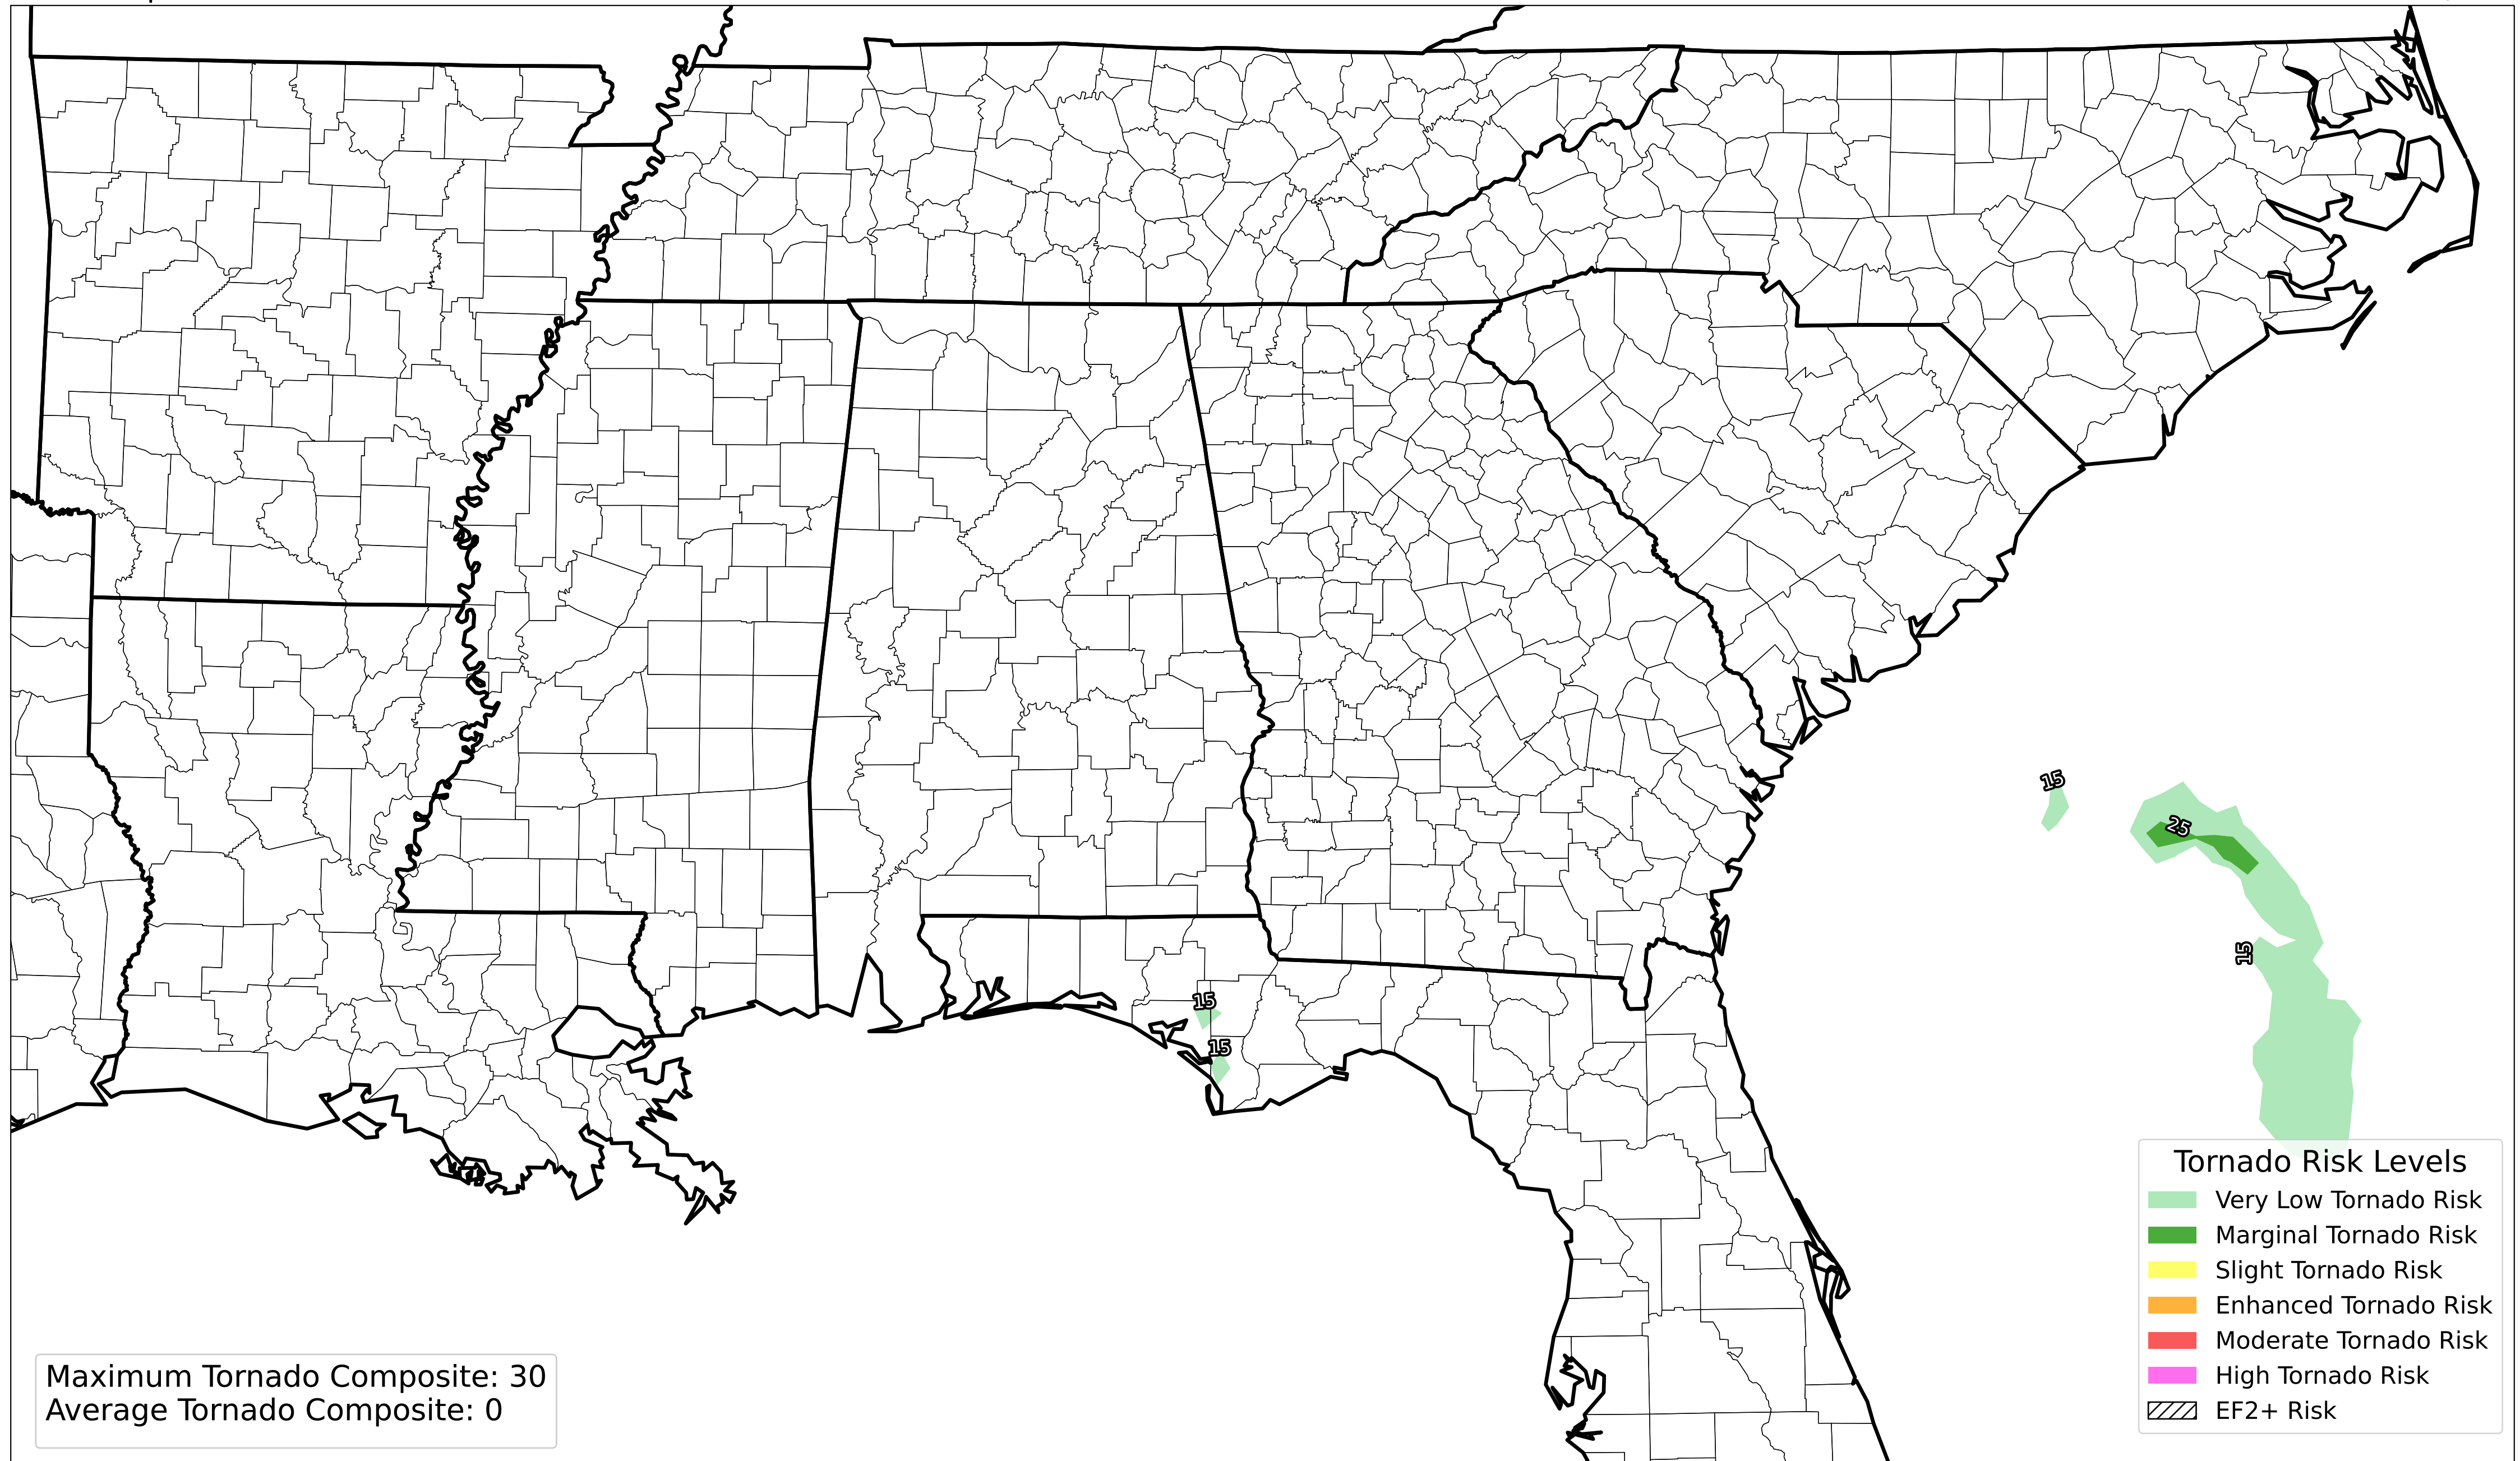 15
25
15
15
15
Tornado Risk Levels
Very Low Tornado Risk
Marginal Tornado Risk
Slight Tornado Risk
Enhanced Tornado Risk
Moderate Tornado Risk
High Tornado Risk
EF2+ Risk
Maximum Tornado Composite: 30
Average Tornado Composite: 0